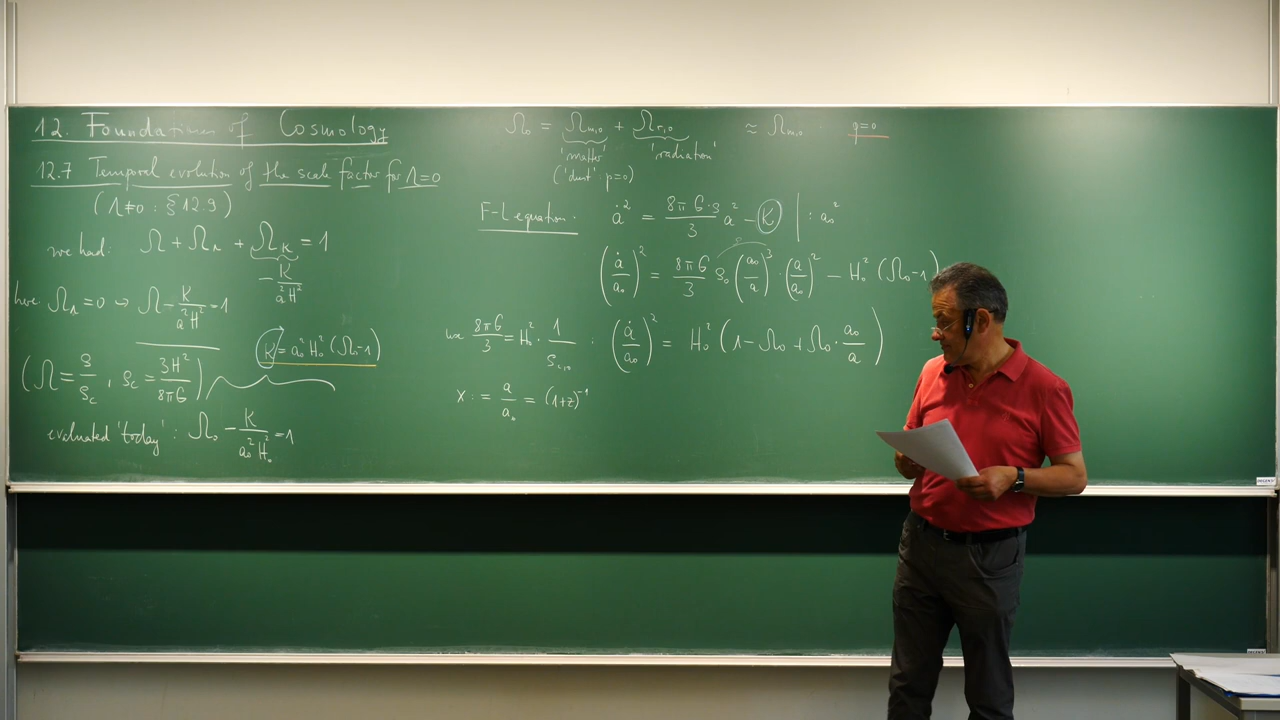 12. Foundations of Cosmology
12.7 Temporal evolution of the scale factor for Λ=0
(Λ≠0 : §12.9)
we had: Ω + Ω_Λ + Ω_K = 1
- K/(a²H²)
here Ω_Λ = 0 → Ω - K/(a²H²) = 1
K = a₀²H₀²(Ω₀-1)
(Ω = ρ/ρ_c , ρ_c = 3H²/(8πG))
evaluated 'today' : Ω₀ - K/(a₀²H₀²) = 1
Ω₀ = Ω_m,0 + Ω_r,0 ≈ Ω_m,0 p=0
'matter' 'radiation'
('dust' : p=0)
F-L equation: ȧ² = (8πG·ρ/3) a² - K | : a₀²
(ȧ/a₀)² = (8πG/3) ρ₀ (a₀/a)³ · (a/a₀)² - H₀²(Ω₀-1)
use 8πG/3 = H₀² · 1/ρ_c,0 : (ȧ/a₀)² = H₀² (1-Ω₀+Ω₀· a₀/a)
x := a/a₀ = (1+z)⁻¹